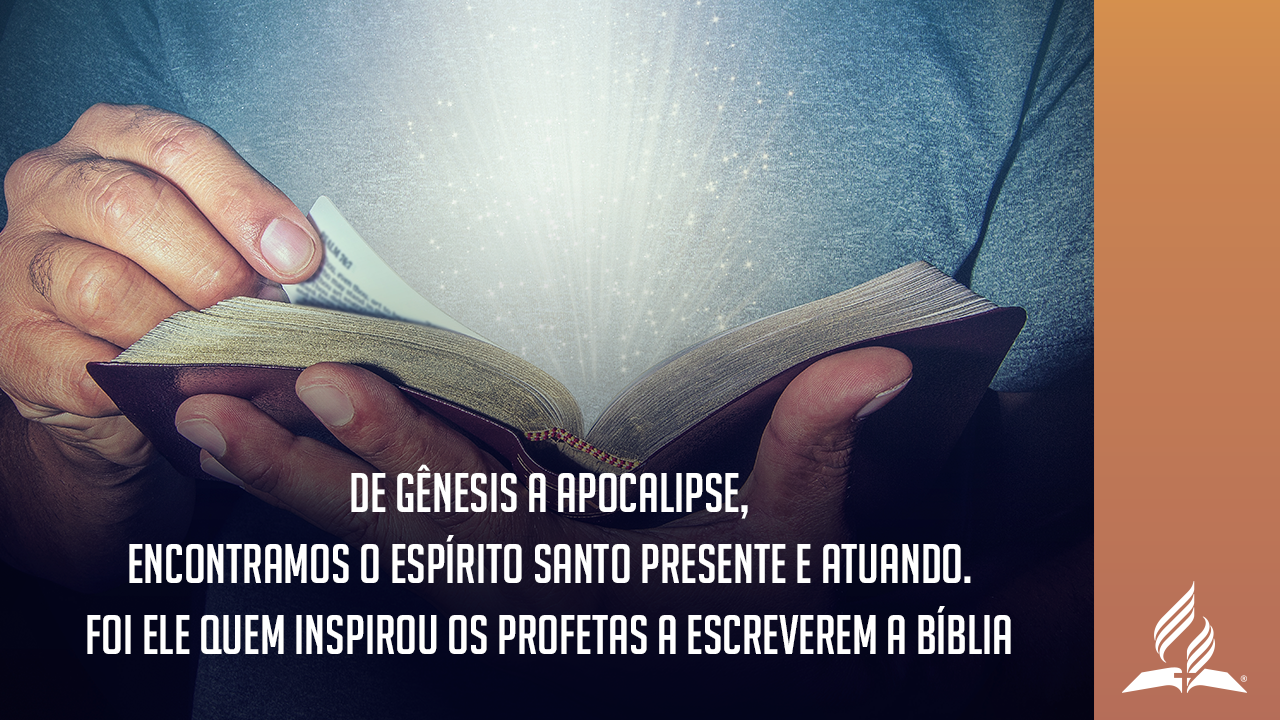 DE GÊNESIS A APOCALIPSE,
ENCONTRAMOS O ESPÍRITO SANTO PRESENTE E ATUANDO.
FOI ELE QUEM INSPIROU OS PROFETAS A ESCREVEREM A BÍBLIA
®